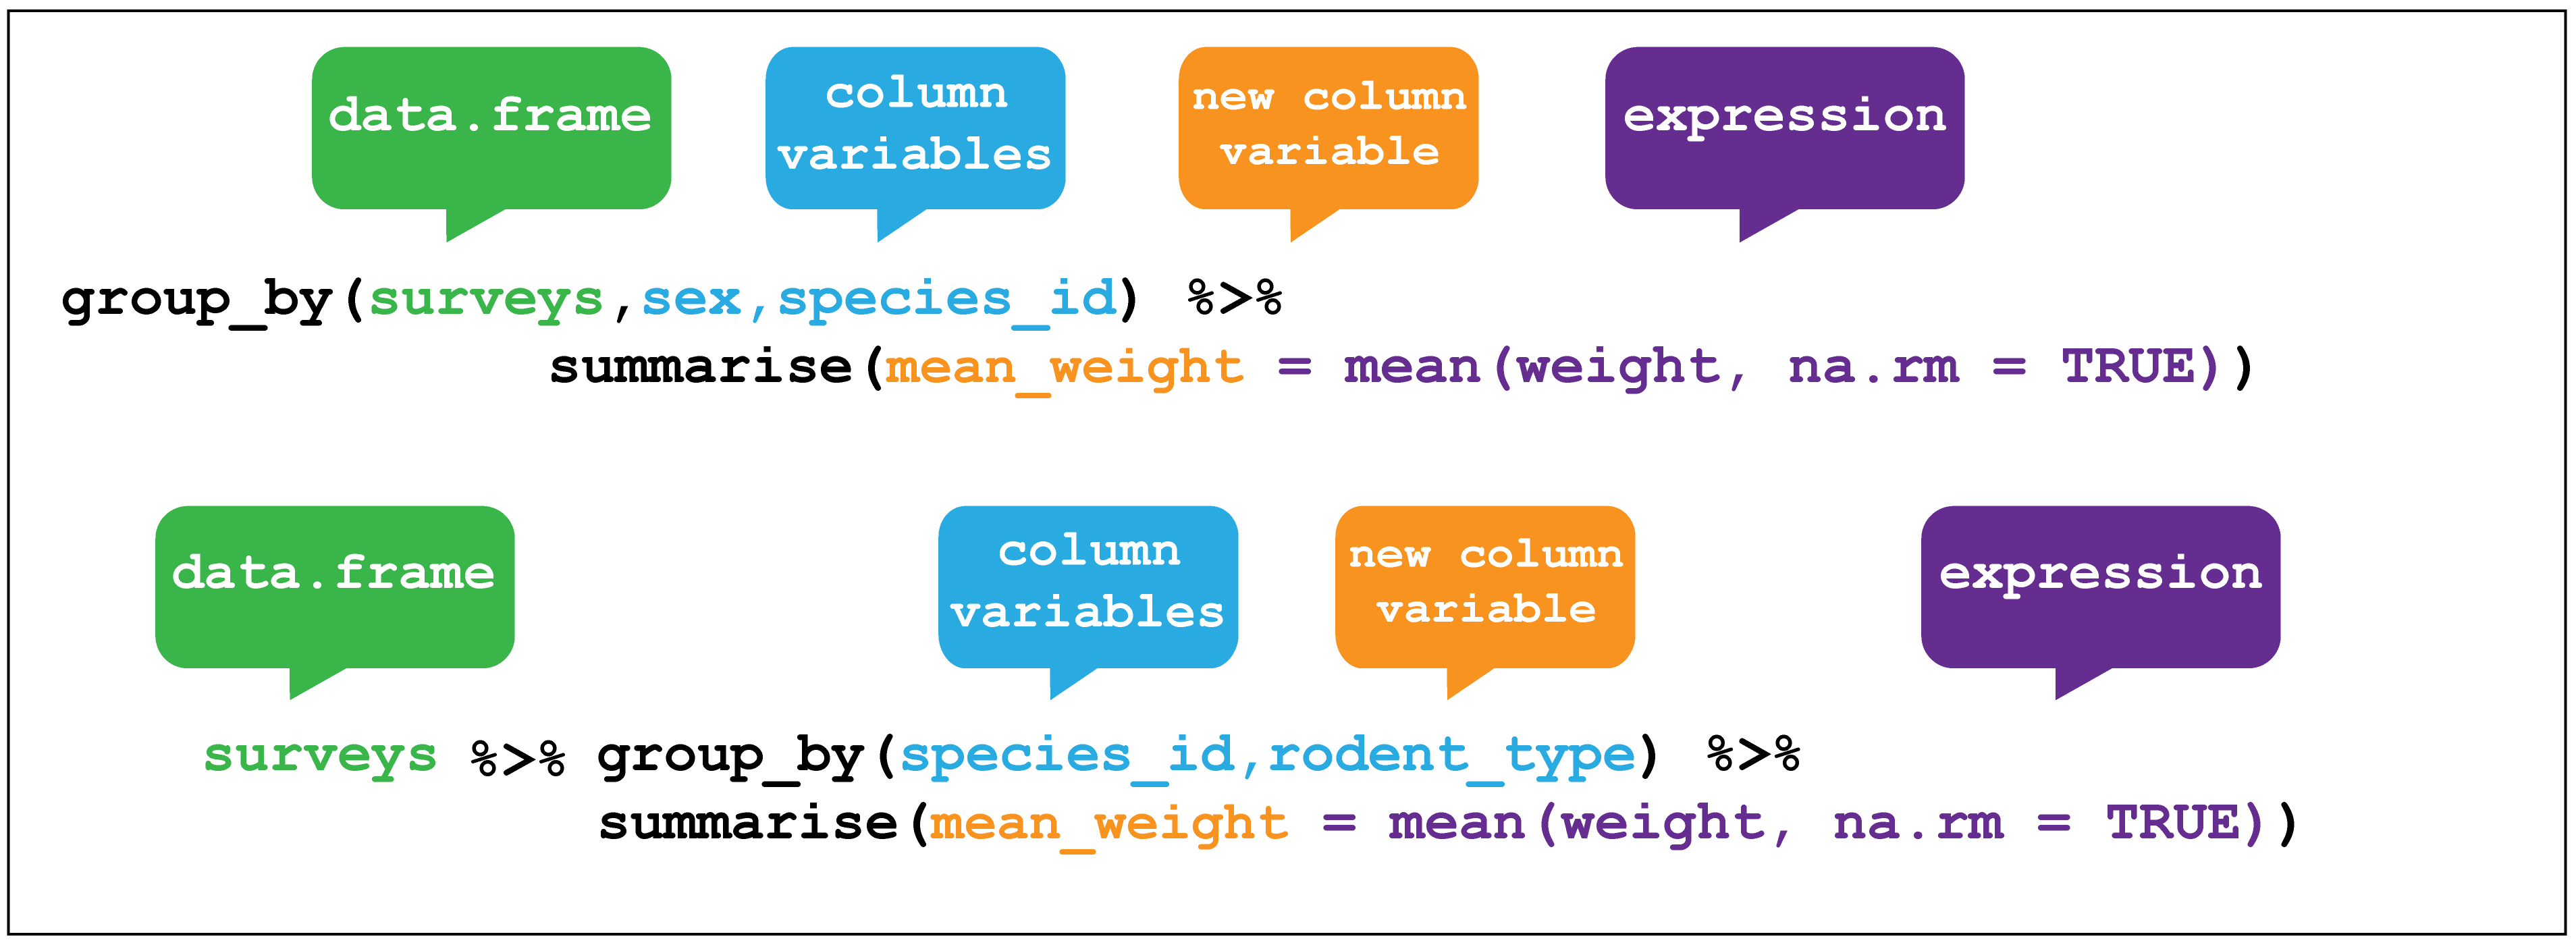 data.frame
column
variables
new column
variable
expression
group_by(surveys,sex,species_id) %>%
summarise(mean_weight = mean(weight, na.rm = TRUE))
data.frame
column
variables
new column
variable
expression
surveys %>% group_by(species_id,rodent_type) %>%
summarise(mean_weight = mean(weight, na.rm = TRUE))